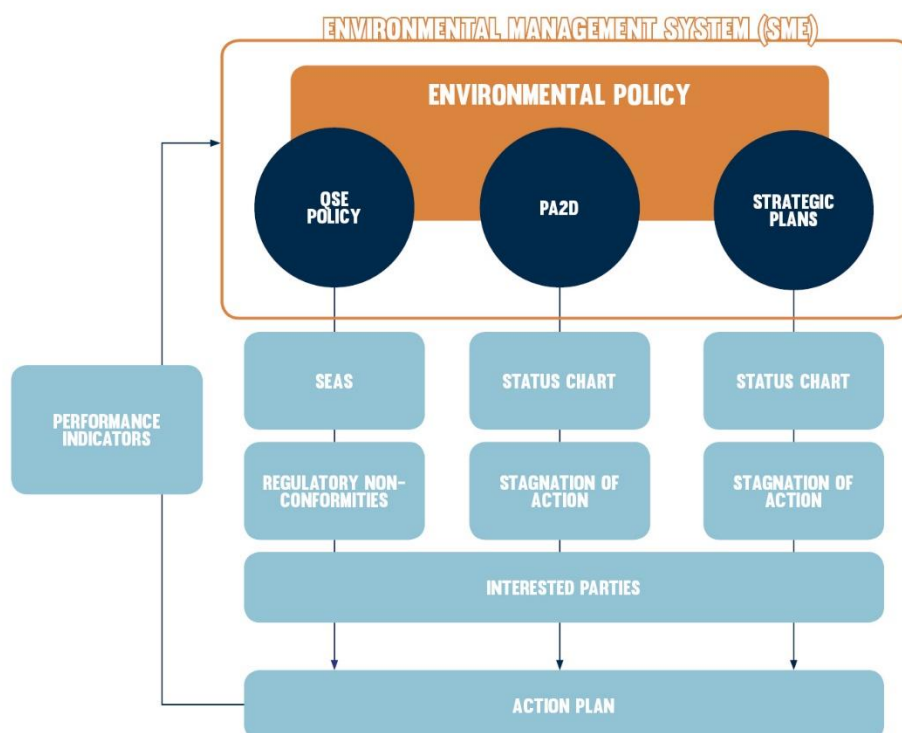 ENVIRONMENTAL MANAGEMENT SYSTEM (SME)
ENVIRONMENTAL POLICY
QSE
POLICY
PA2D
STRATEGIC
PLANS
SEAS
STATUS CHART
STATUS CHART
PERFORMANCE
INDICATORS
REGULATORY NON-
CONFORMITIES
STAGNATION OF
ACTION
STAGNATION OF
ACTION
INTERESTED PARTIES
ACTION PLAN